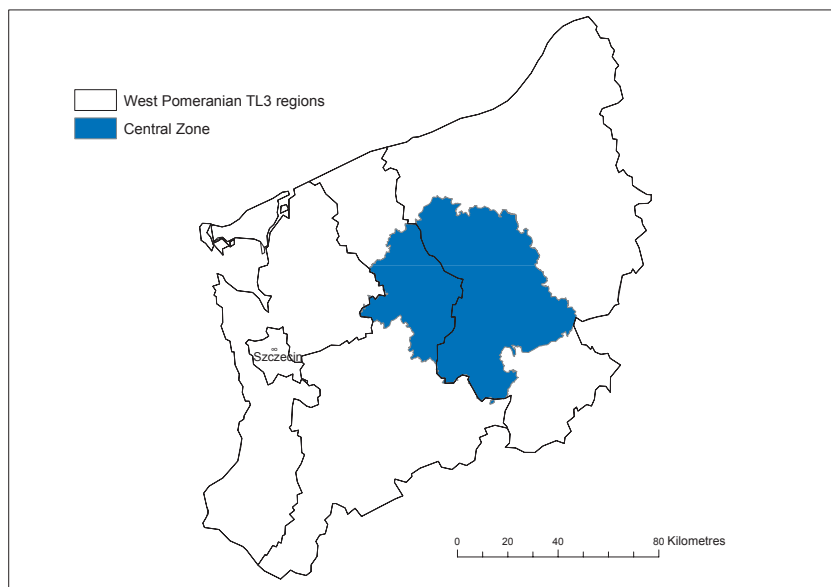 West Pomeranian TL3 regions
Central Zone
Szczecin
0 20 40 80 Kilometres